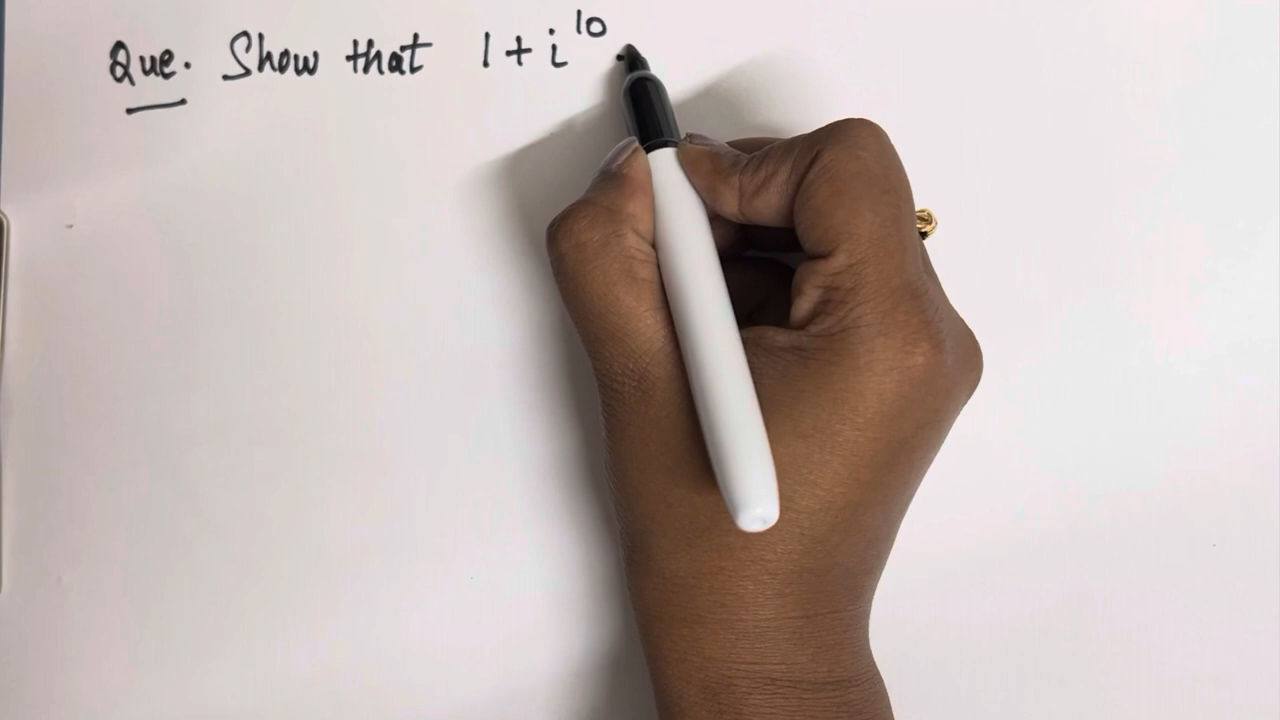 Que. Show that 1 + i¹⁰